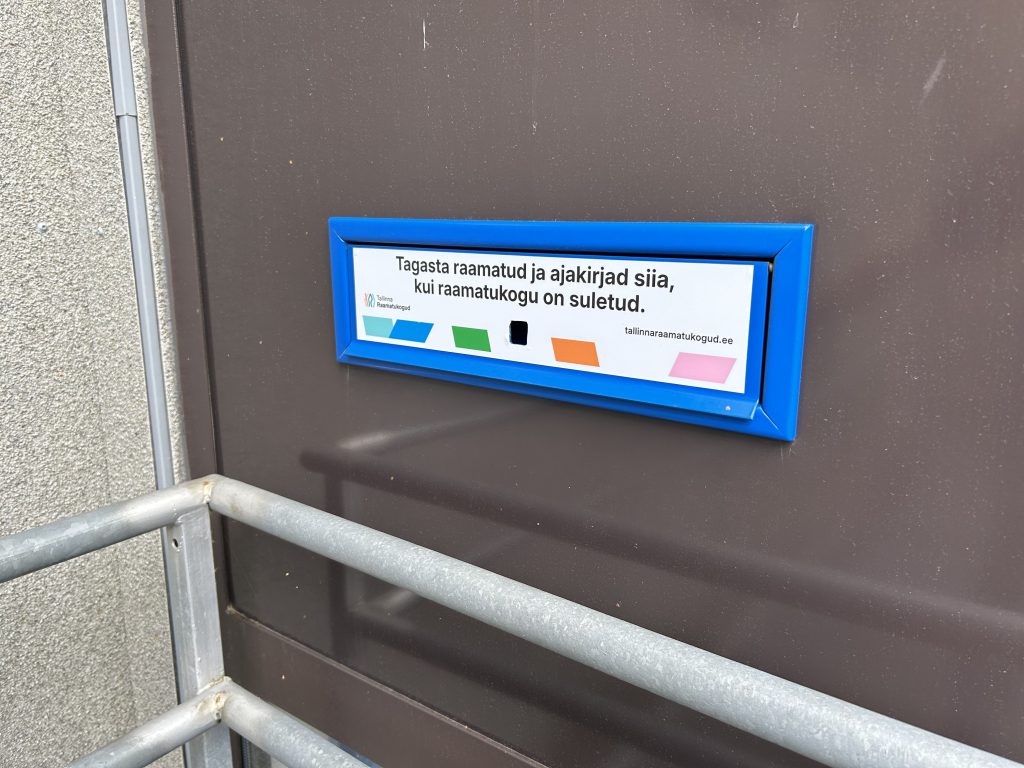 Tagasta raamatud ja ajakirjad siia,
kui raamatukogu on suletud.
Tallinna
Raamatukogud
tallinnaraamatukogud.ee